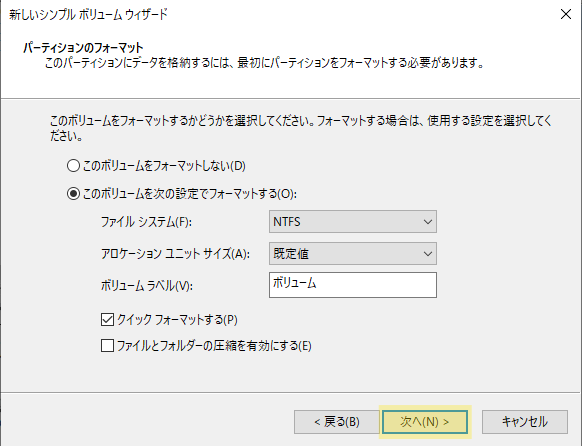 新しいシンプル ボリューム ウィザード
パーティションのフォーマット
このパーティションにデータを格納するには、最初にパーティションをフォーマットする必要があります。
このボリュームをフォーマットするかどうかを選択してください。フォーマットする場合は、使用する設定を選択してく
ださい。
このボリュームをフォーマットしない(D)
このボリュームを次の設定でフォーマットする(O):
ファイル システム(F):
NTFS
アロケーション ユニット サイズ(A):
既定値
ボリューム ラベル(V):
ボリューム
クイック フォーマットする(P)
ファイルとフォルダーの圧縮を有効にする(E)
< 戻る(B)
次へ(N) >
キャンセル